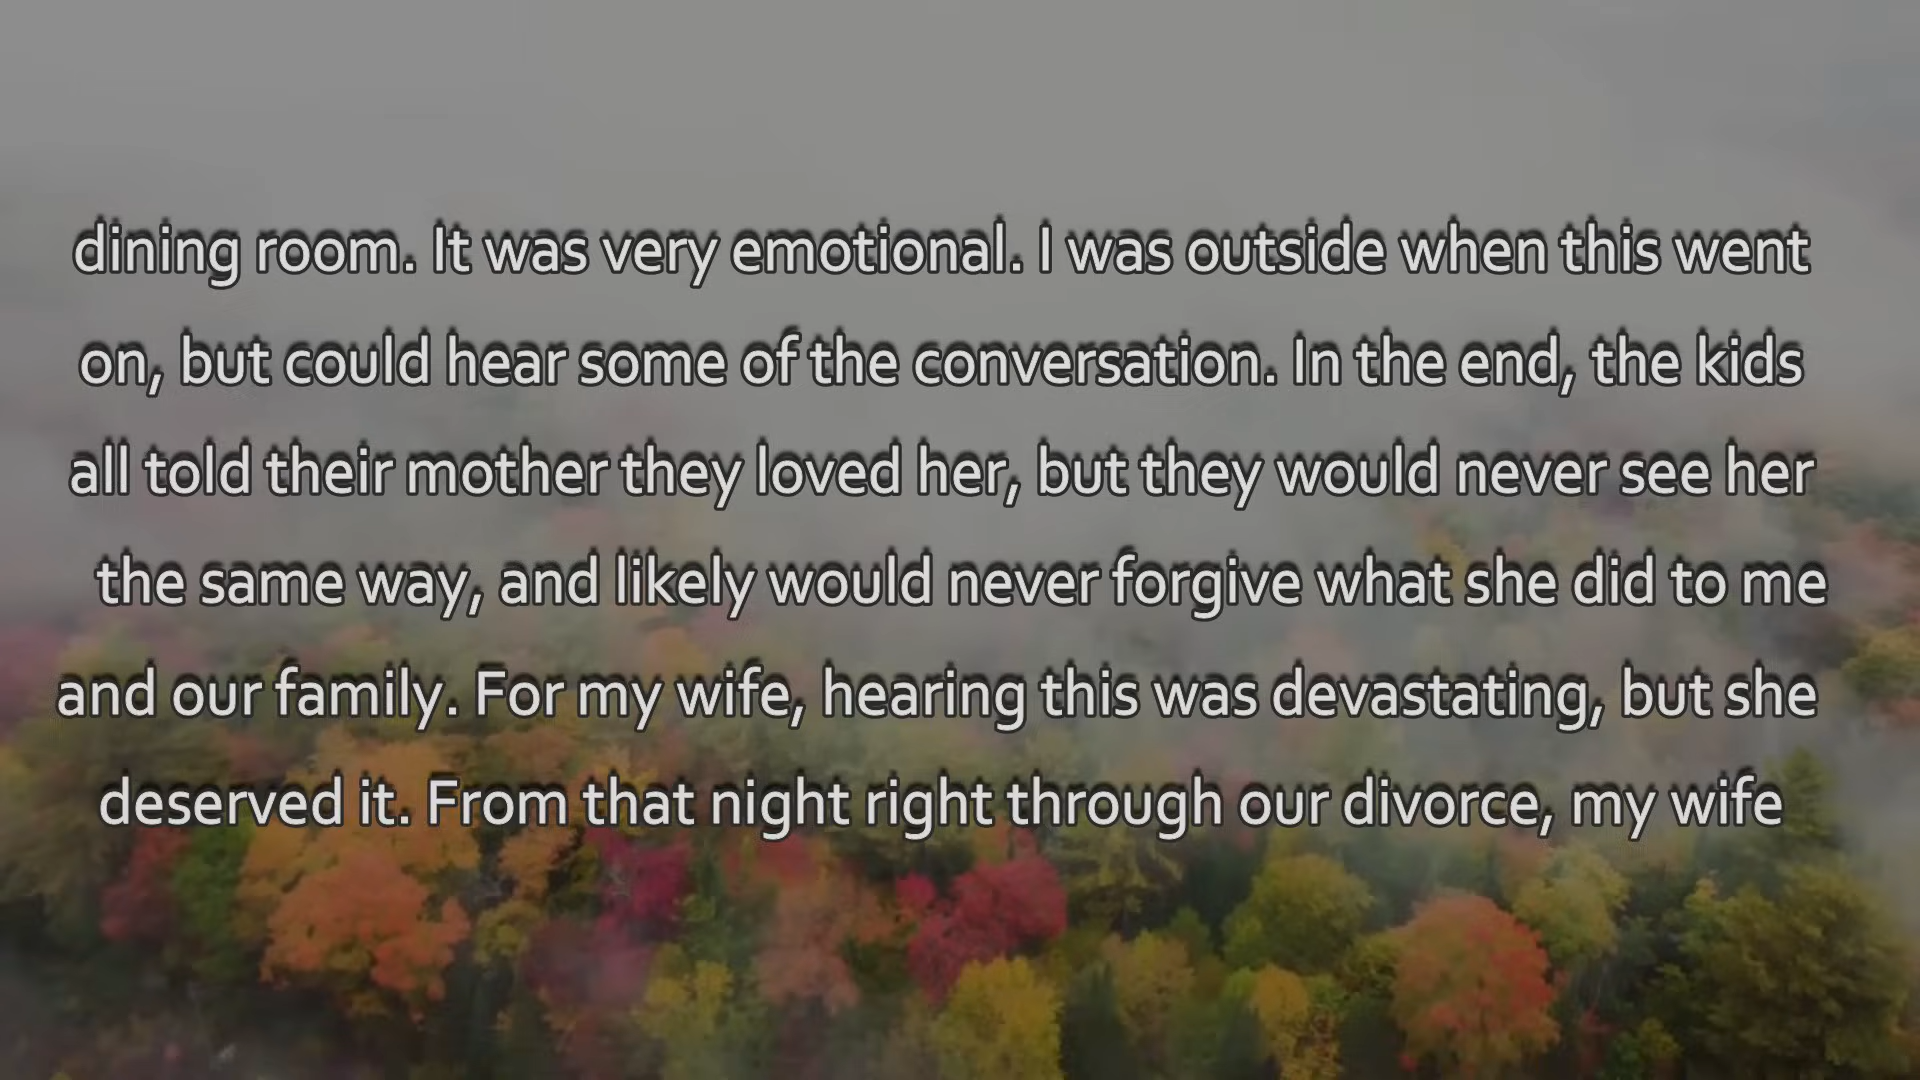 dining room. It was very emotional. I was outside when this went
on, but could hear some of the conversation. In the end, the kids
all told their mother they loved her, but they would never see her
the same way, and likely would never forgive what she did to me
and our family. For my wife, hearing this was devastating, but she
deserved it. From that night right through our divorce, my wife